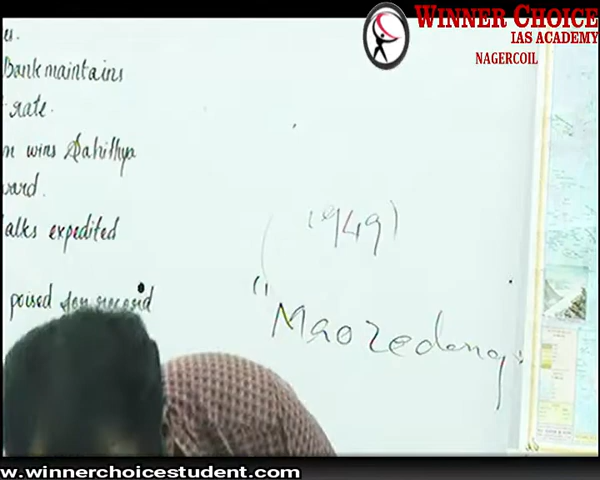 WINNER CHOICE
IAS ACADEMY
NAGERCOIL
es.
Bank maintains
rate.
n wins Sahithya
ward.
alks expedited
poised for record
(1949)
"Maozedong"
www.winnerchoicestudent.com